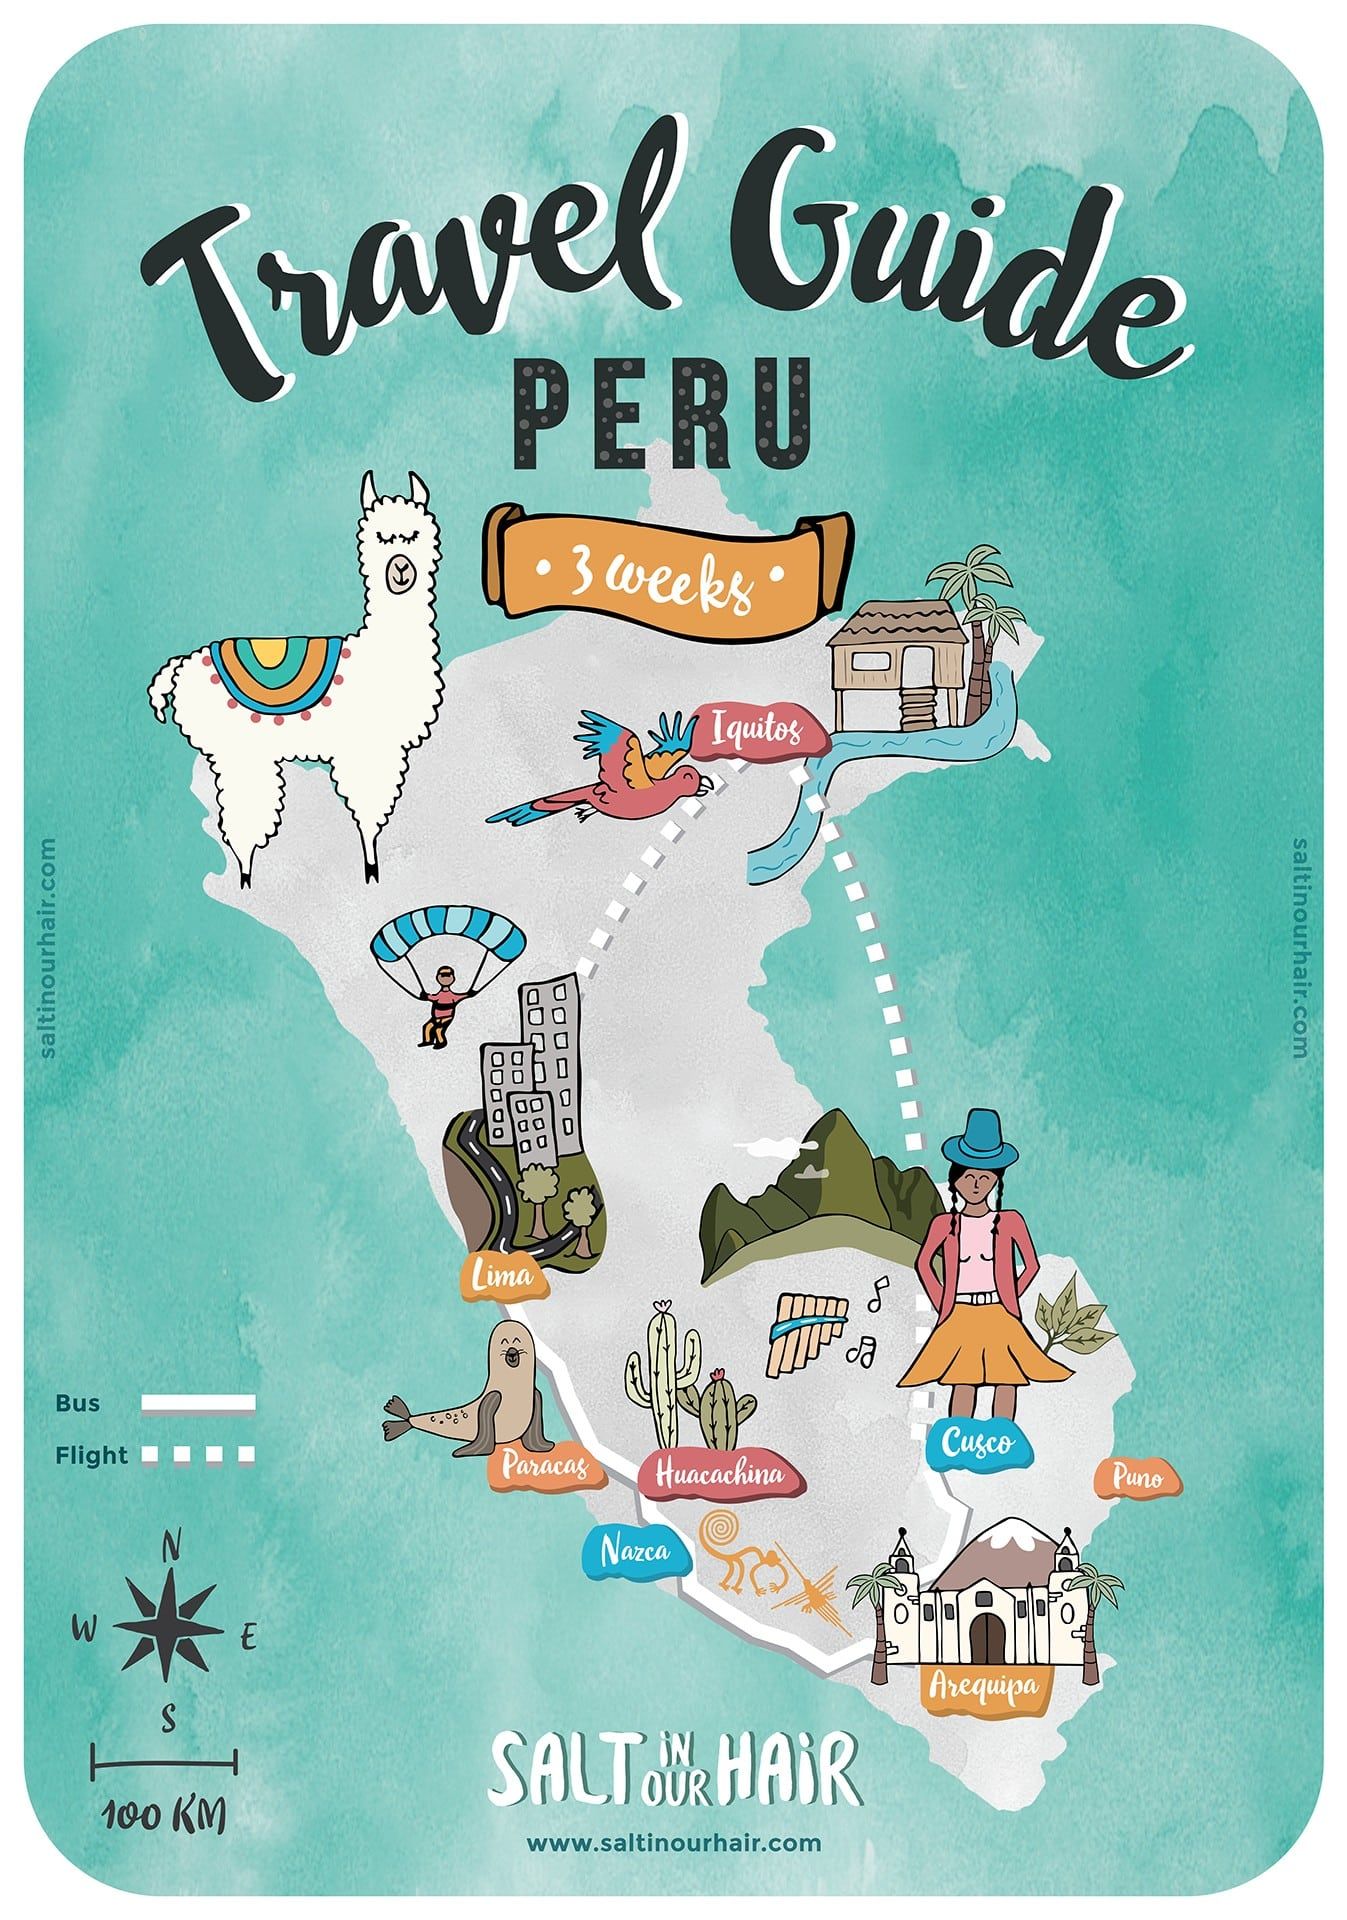 Travel Guide
PERU
• 3 weeks •
Iquitos
saltinourhair.com
saltinourhair.com
Lima
Bus
Flight
Paracas
Huacachina
Cusco
Puno
Nazca
N
W
E
S
Arequipa
100 KM
SALT IN OUR HAIR
www.saltinourhair.com